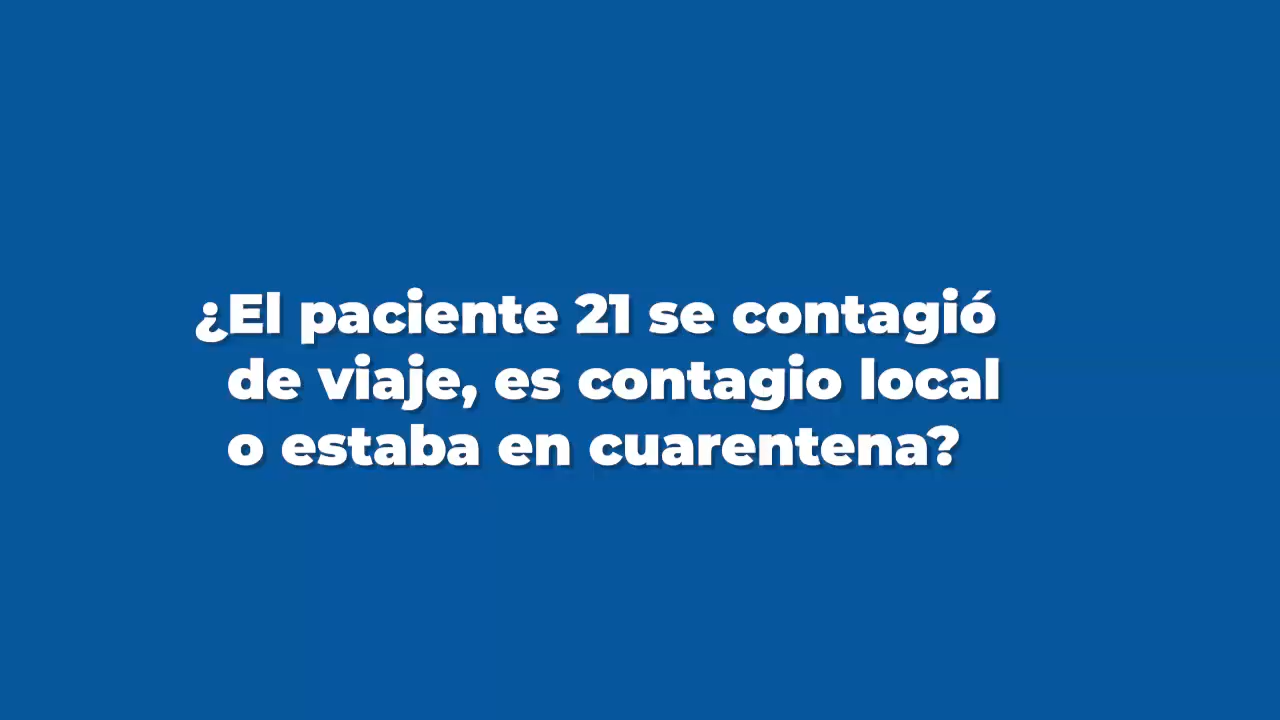 ¿El paciente 21 se contagió
de viaje, es contagio local
o estaba en cuarentena?